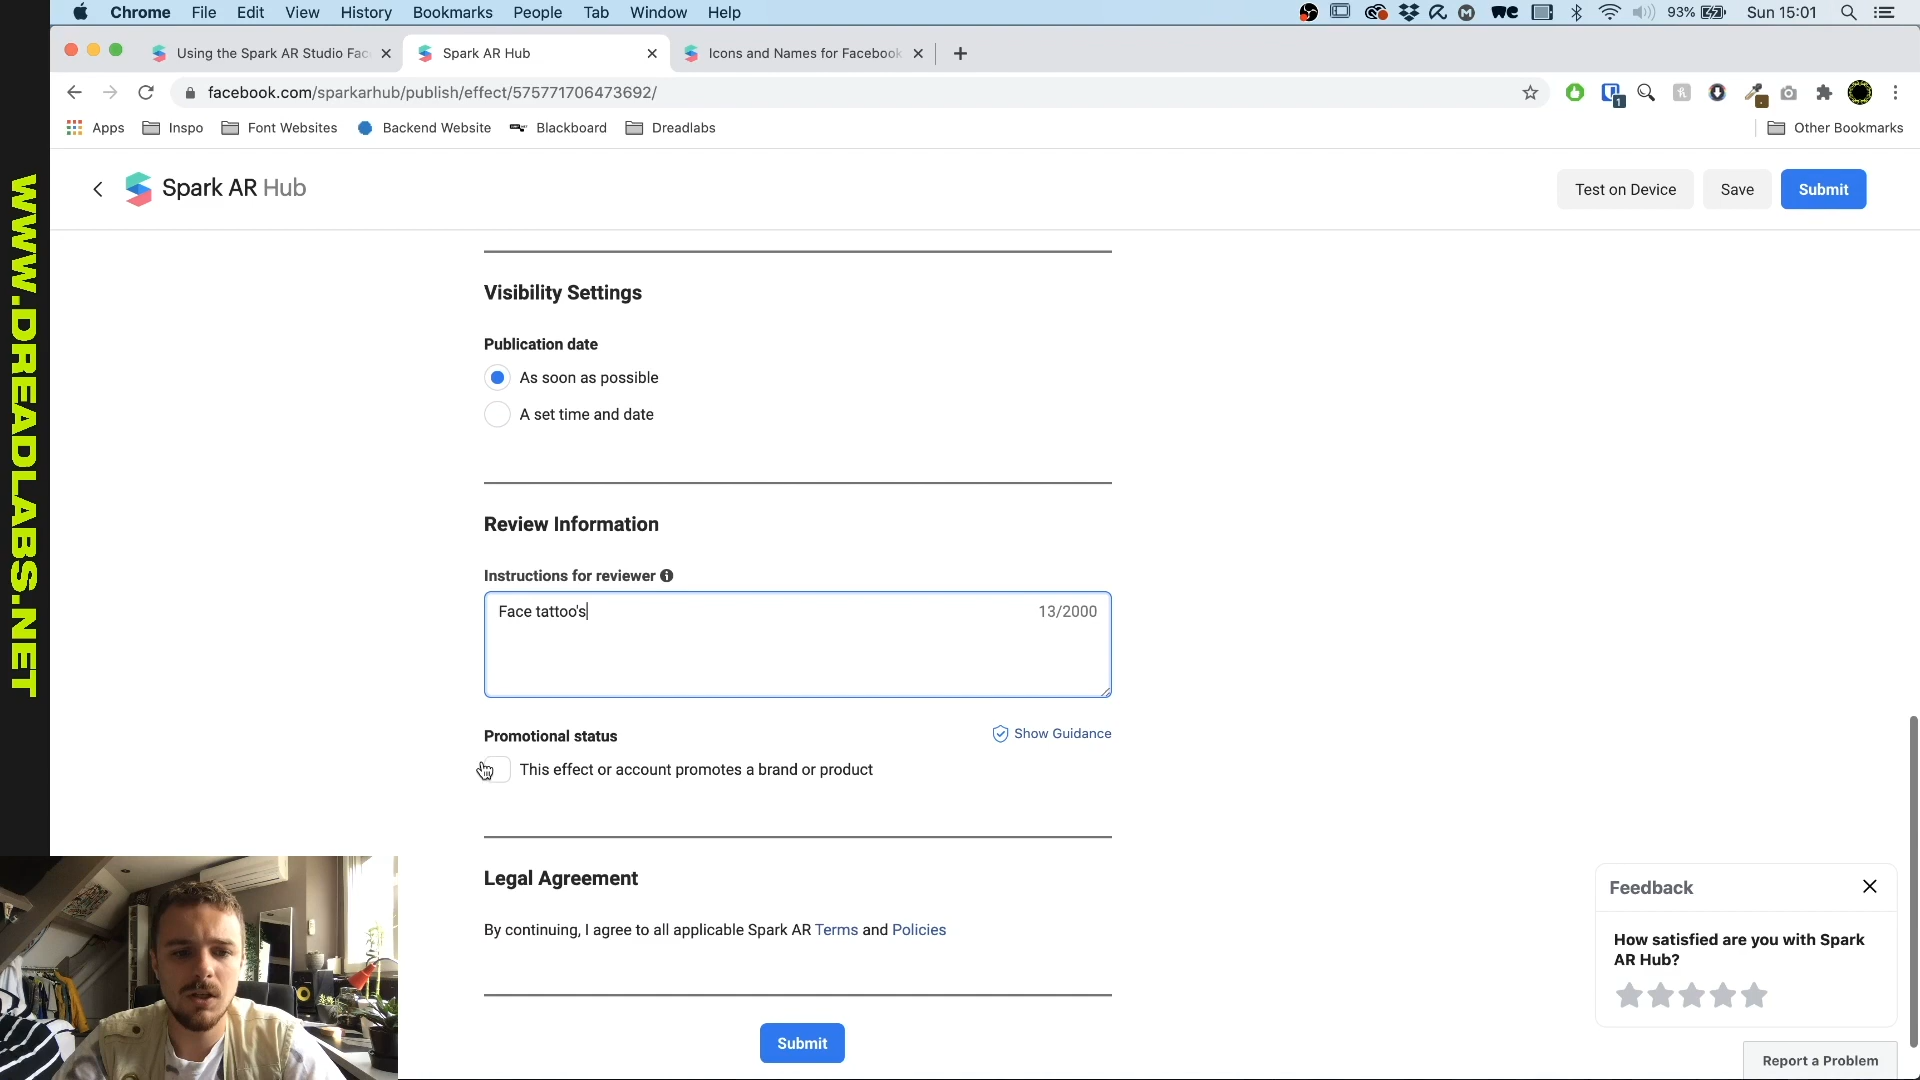 Chrome File Edit View History Bookmarks People Tab Window Help 93% Sun 15:01
Using the Spark AR Studio Fac Spark AR Hub Icons and Names for Facebook
facebook.com/sparkarhub/publish/effect/575771706473692/ 1
Apps Inspo Font Websites Backend Website Blackboard Dreadlabs Other Bookmarks
Spark AR Hub Test on Device Save Submit
WWW.DREADLABS.NET
Visibility Settings
Publication date
As soon as possible
A set time and date
Review Information
Instructions for reviewer
Face tattoo's 13/2000
Promotional status Show Guidance
This effect or account promotes a brand or product
Legal Agreement
By continuing, I agree to all applicable Spark AR Terms and Policies
Submit
Feedback
How satisfied are you with Spark
AR Hub?
Report a Problem